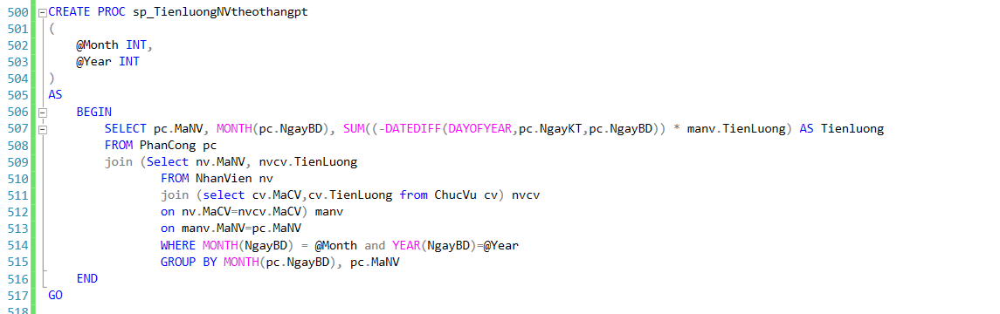 500 CREATE PROC sp_TienluongNVtheothangpt
501 (
502 @Month INT,
503 @Year INT
504 )
505 AS
506 BEGIN
507 SELECT pc.MaNV, MONTH(pc.NgayBD), SUM((-DATEDIFF(DAYOFYEAR,pc.NgayKT,pc.NgayBD)) * manv.TienLuong) AS Tienluong
508 FROM PhanCong pc
509 join (Select nv.MaNV, nvcv.TienLuong
510 FROM NhanVien nv
511 join (select cv.MaCV,cv.TienLuong from ChucVu cv) nvcv
512 on nv.MaCV=nvcv.MaCV) manv
513 on manv.MaNV=pc.MaNV
514 WHERE MONTH(NgayBD) = @Month and YEAR(NgayBD)=@Year
515 GROUP BY MONTH(pc.NgayBD), pc.MaNV
516 END
517 GO
518